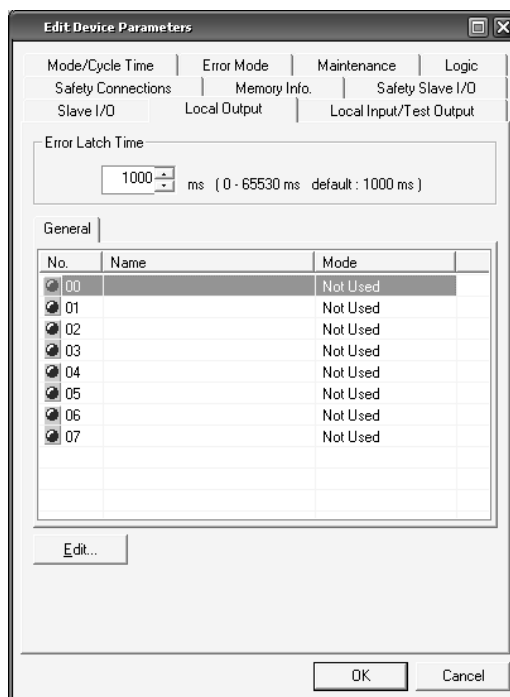 Edit Device Parameters
Mode/Cycle Time Error Mode Maintenance Logic
Safety Connections Memory Info. Safety Slave I/O
Slave I/O Local Output Local Input/Test Output
Error Latch Time
1000 ms ( 0 - 65530 ms default : 1000 ms )
General
No. Name Mode
00 Not Used
01 Not Used
02 Not Used
03 Not Used
04 Not Used
05 Not Used
06 Not Used
07 Not Used
Edit...
OK Cancel